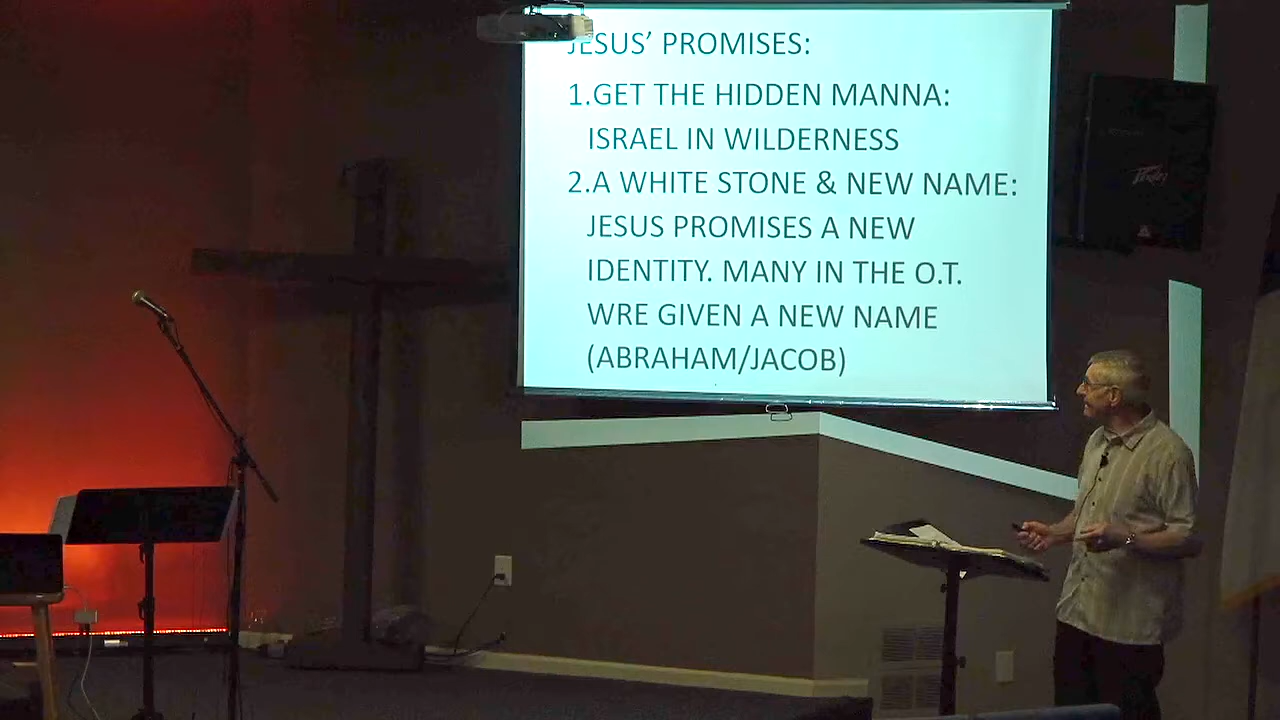 JESUS' PROMISES:
1.GET THE HIDDEN MANNA:
ISRAEL IN WILDERNESS
2.A WHITE STONE & NEW NAME:
JESUS PROMISES A NEW
IDENTITY. MANY IN THE O.T.
WRE GIVEN A NEW NAME
(ABRAHAM/JACOB)
Peavey